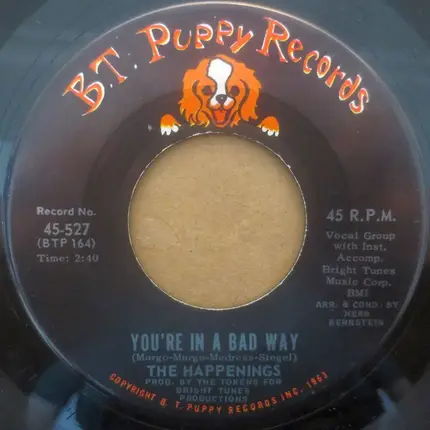 B.T. Puppy Records
Record No.
45-527
(BTP 164)
Time: 2:40
45 R.P.M.
Vocal Group
with Inst.
Accomp.
Bright Tunes
Music Corp.
BMI
ARR. & COND. BY
HERB
BERNSTEIN
YOU'RE IN A BAD WAY
(Margo-Margo-Medress-Siegel)
THE HAPPENINGS
PROD. BY THE TOKENS FOR
BRIGHT TUNES
PRODUCTIONS
COPYRIGHT B. T. PUPPY RECORDS INC. 1963